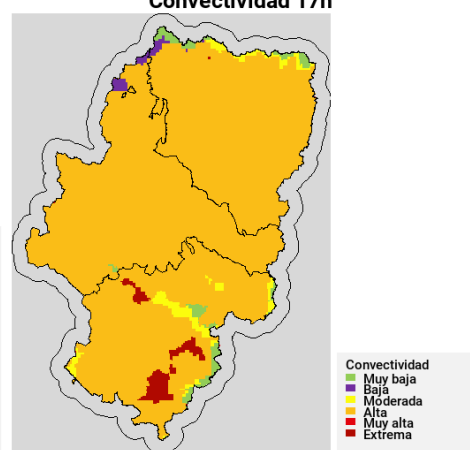 Convectividad 17h
Convectividad
Muy baja
Baja
Moderada
Alta
Muy alta
Extrema